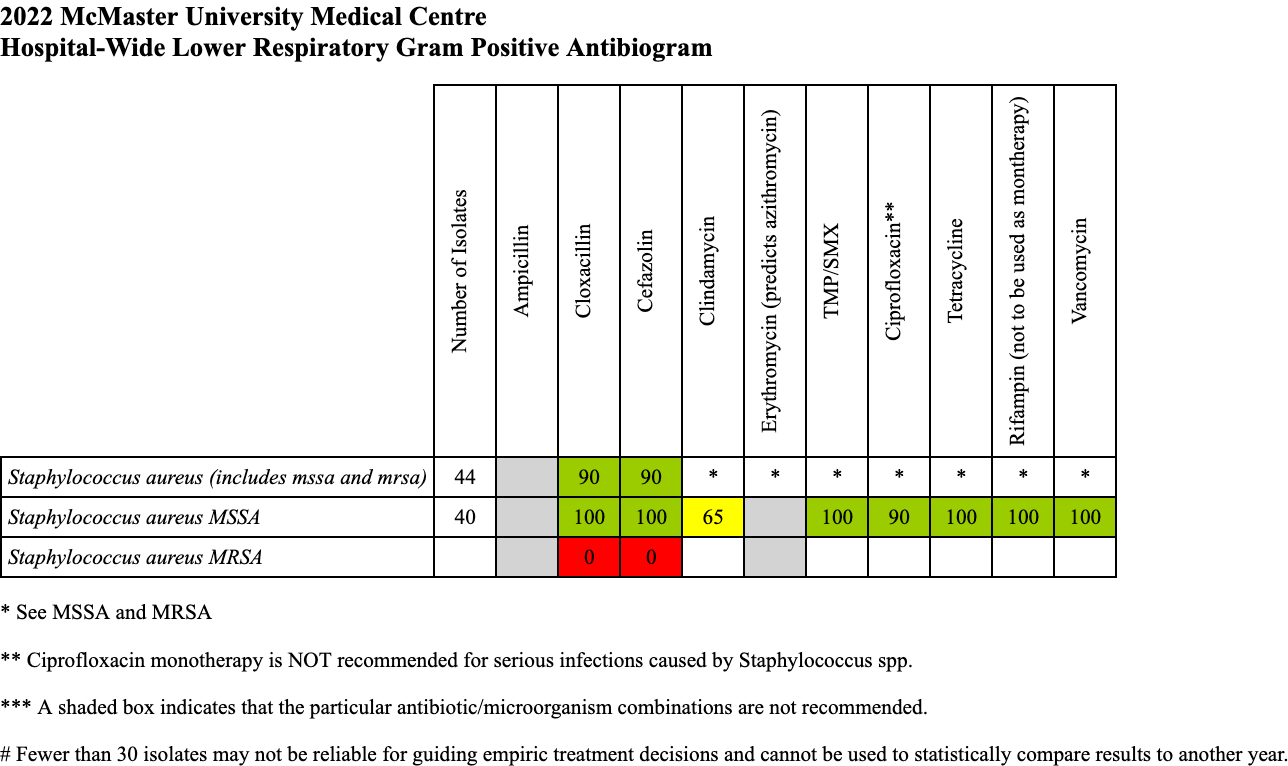 2022 McMaster University Medical Centre
Hospital-Wide Lower Respiratory Gram Positive Antibiogram
Number of Isolates
Ampicillin
Cloxacillin
Cefazolin
Clindamycin
Erythromycin (predicts azithromycin)
TMP/SMX
Ciprofloxacin**
Tetracycline
Rifampin (not to be used as montherapy)
Vancomycin
Staphylococcus aureus (includes mssa and mrsa) 44 90 90 * * * * * * *
Staphylococcus aureus MSSA 40 100 100 65 100 90 100 100 100
Staphylococcus aureus MRSA 0 0
* See MSSA and MRSA
** Ciprofloxacin monotherapy is NOT recommended for serious infections caused by Staphylococcus spp.
*** A shaded box indicates that the particular antibiotic/microorganism combinations are not recommended.
# Fewer than 30 isolates may not be reliable for guiding empiric treatment decisions and cannot be used to statistically compare results to another year.